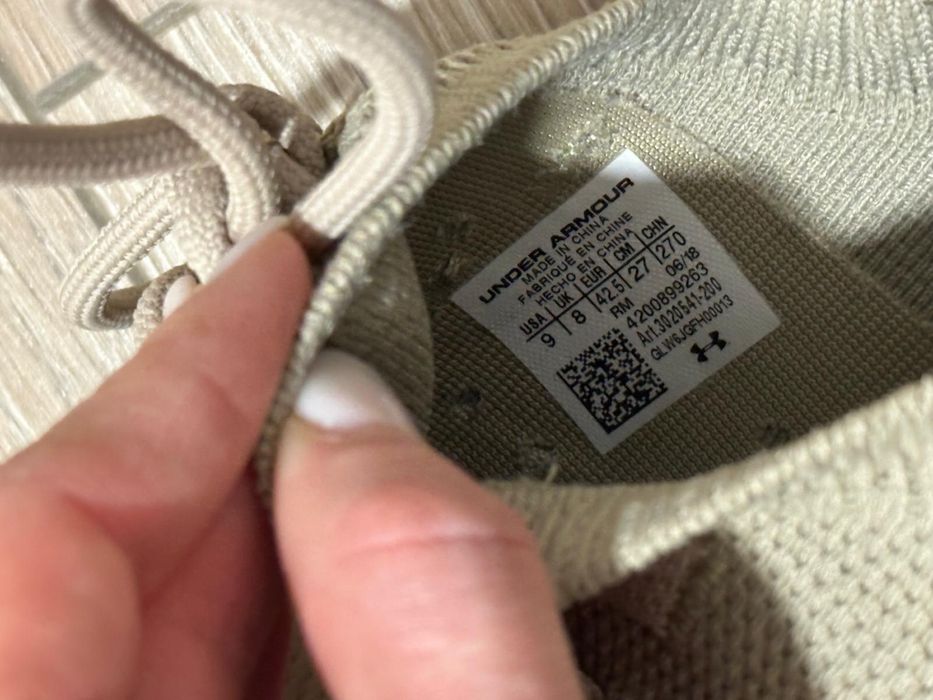 UNDER ARMOUR
MADE IN CHINA
FABRIQUÉ EN CHINE
HECHO EN CHINA
USA UK EUR CM CHN
9 8 42.5 27 270
RM 06/18
4200899263
Art.3020541-200
GLW6JQFH00013